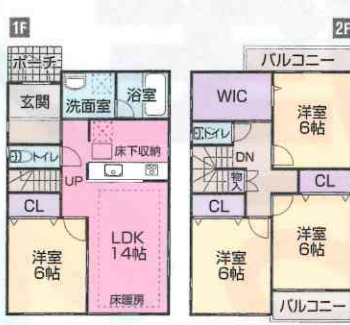 1F
ポーチ
玄関
洗面室
浴室
トイレ
床下収納
UP
CL
LDK
14帖
洋室
6帖
床暖房
2F
バルコニー
WIC
洋室
6帖
トイレ
DN
物入
CL
CL
洋室
6帖
洋室
6帖
バルコニー